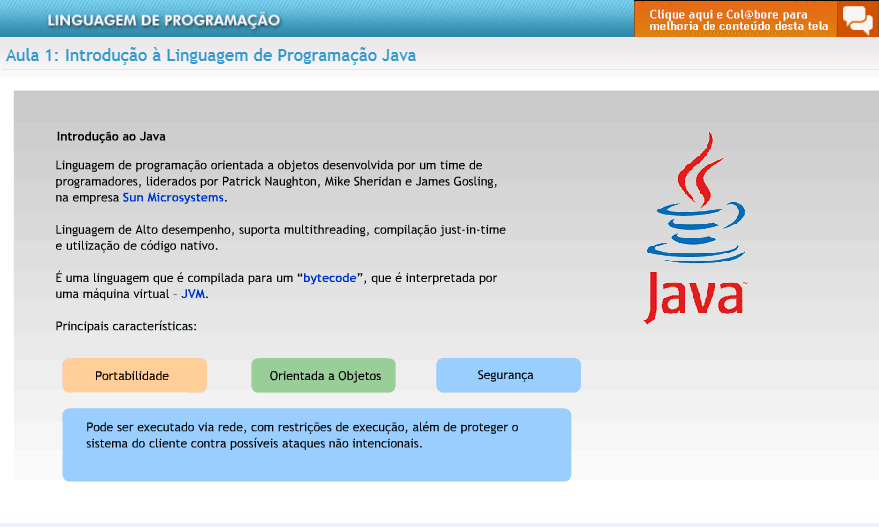 LINGUAGEM DE PROGRAMAÇÃO
Clique aqui e Col@bore para
melhoria de conteúdo desta tela
Aula 1: Introdução à Linguagem de Programação Java
Introdução ao Java
Linguagem de programação orientada a objetos desenvolvida por um time de
programadores, liderados por Patrick Naughton, Mike Sheridan e James Gosling,
na empresa Sun Microsystems.
Linguagem de Alto desempenho, suporta multithreading, compilação just-in-time
e utilização de código nativo.
É uma linguagem que é compilada para um “bytecode”, que é interpretada por
uma máquina virtual – JVM.
Principais características:
Java™
Portabilidade
Orientada a Objetos
Segurança
Pode ser executado via rede, com restrições de execução, além de proteger o
sistema do cliente contra possíveis ataques não intencionais.